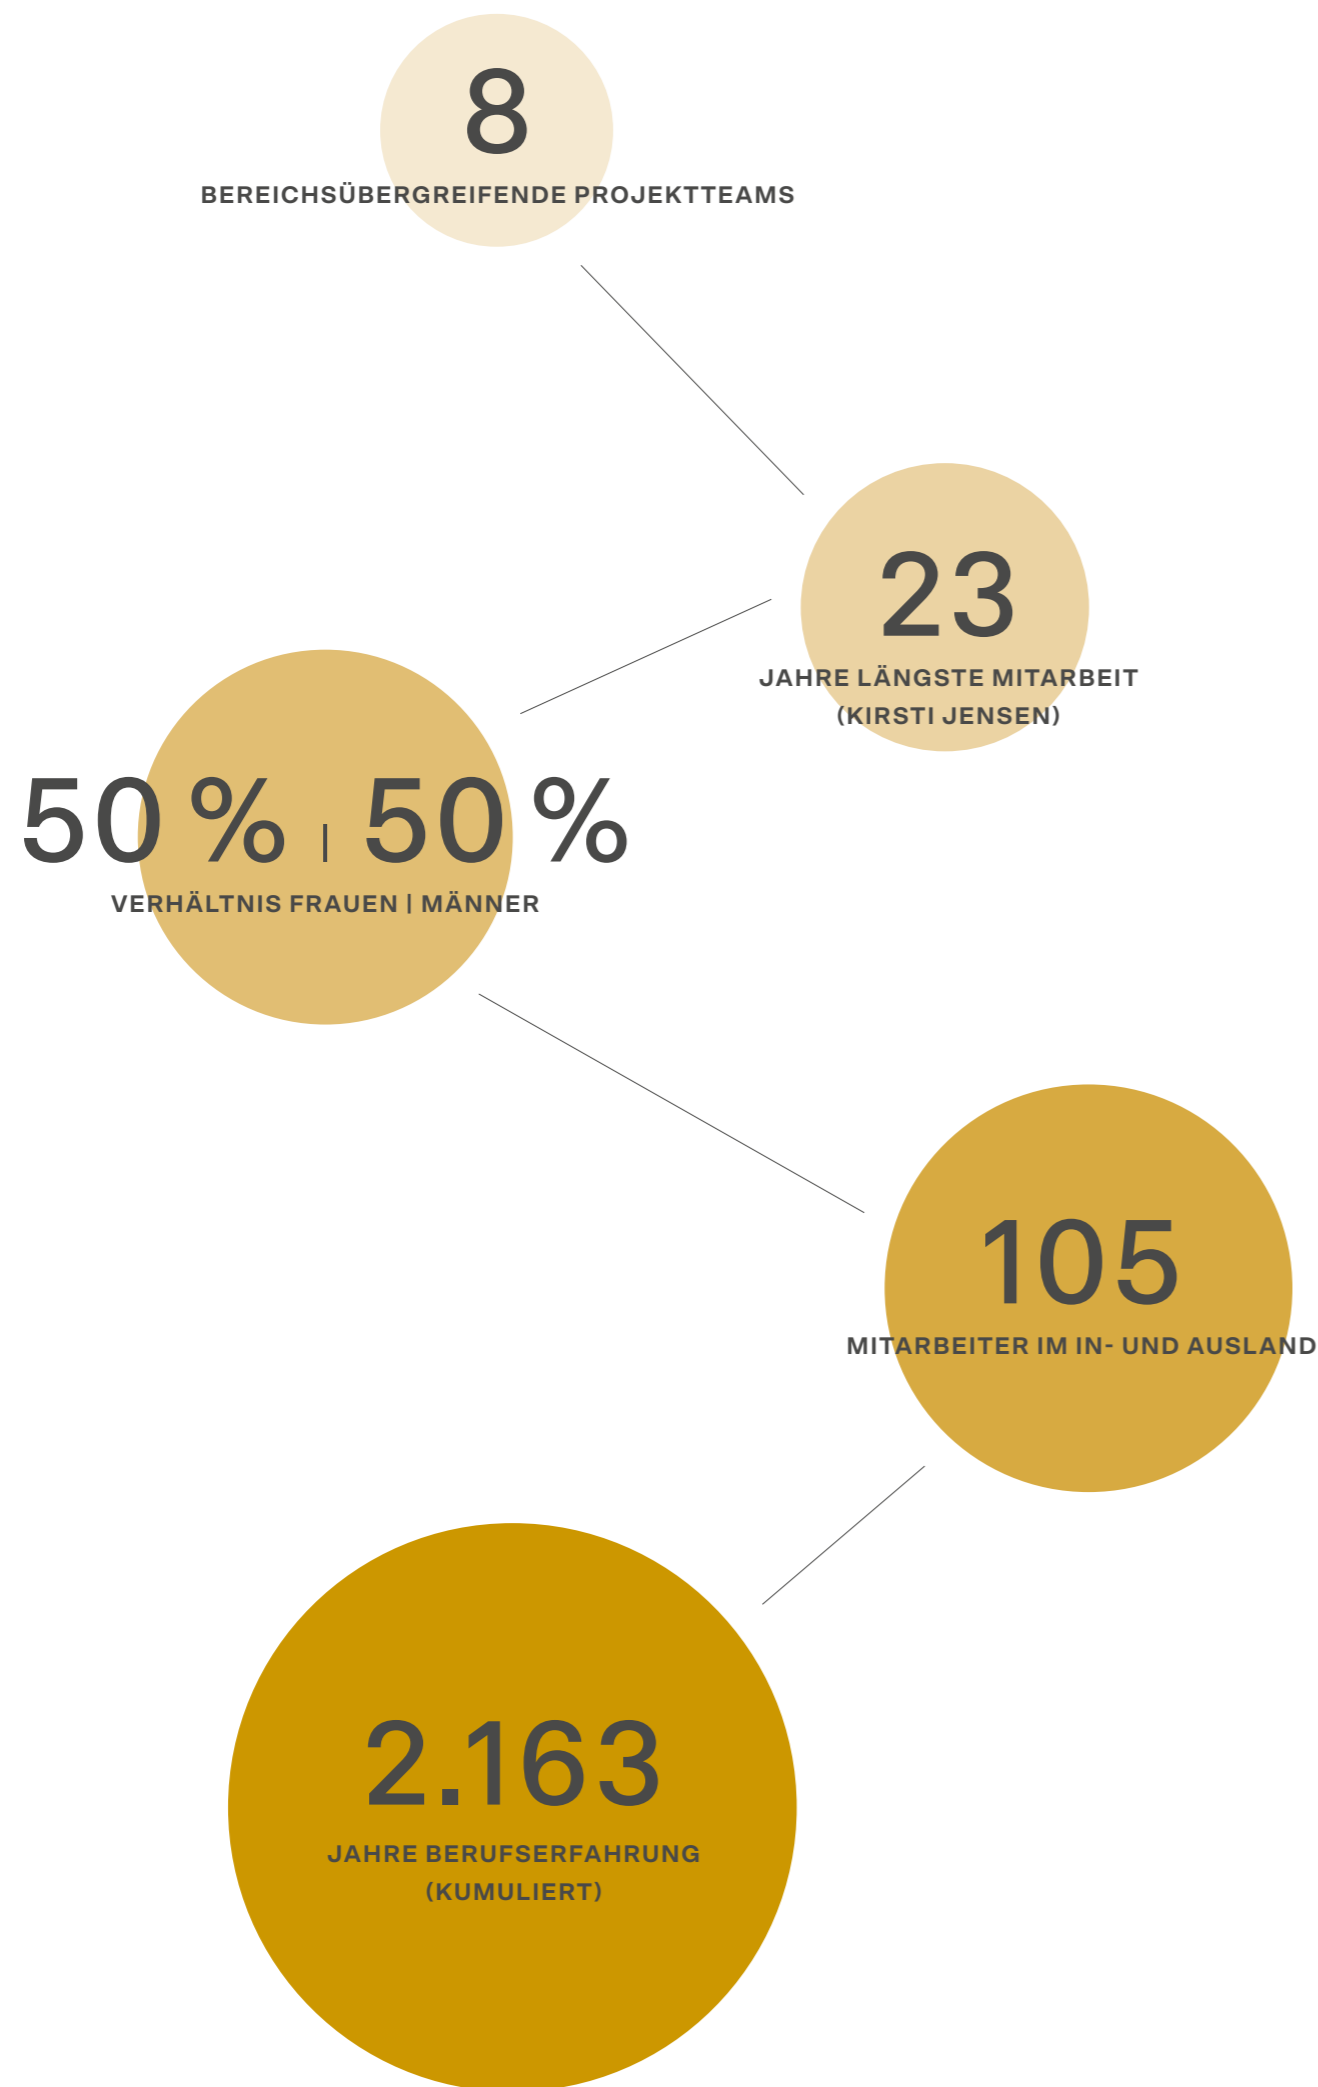 8
BEREICHSÜBERGREIFENDE PROJEKTTEAMS
23
JAHRE LÄNGSTE MITARBEIT
(KIRSTI JENSEN)
50 % | 50 %
VERHÄLTNIS FRAUEN | MÄNNER
105
MITARBEITER IM IN- UND AUSLAND
2.163
JAHRE BERUFSERFAHRUNG
(KUMULIERT)